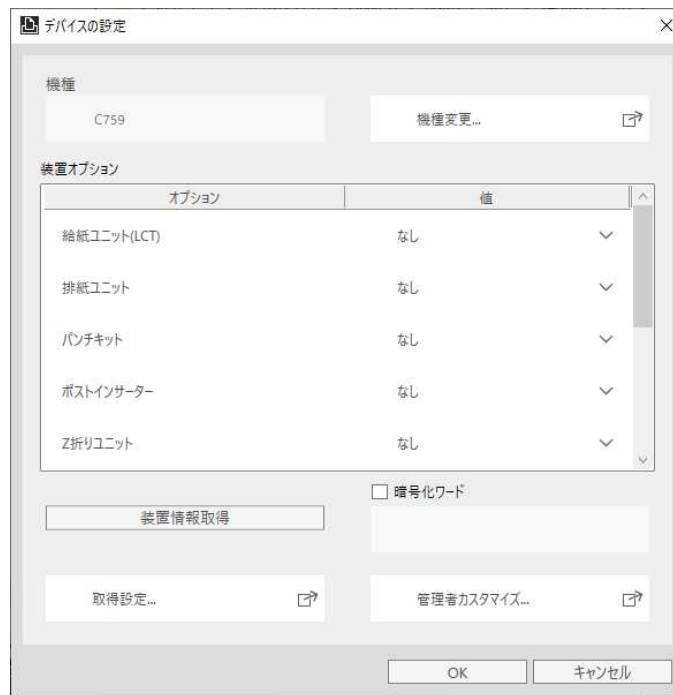 デバイスの設定
機種
C759
機種変更...
装置オプション
オプション 値
給紙ユニット(LCT) なし
排紙ユニット なし
パンチキット なし
ポストインサーター なし
Z折りユニット なし
暗号化ワード
装置情報取得
取得設定...
管理者カスタマイズ...
OK キャンセル